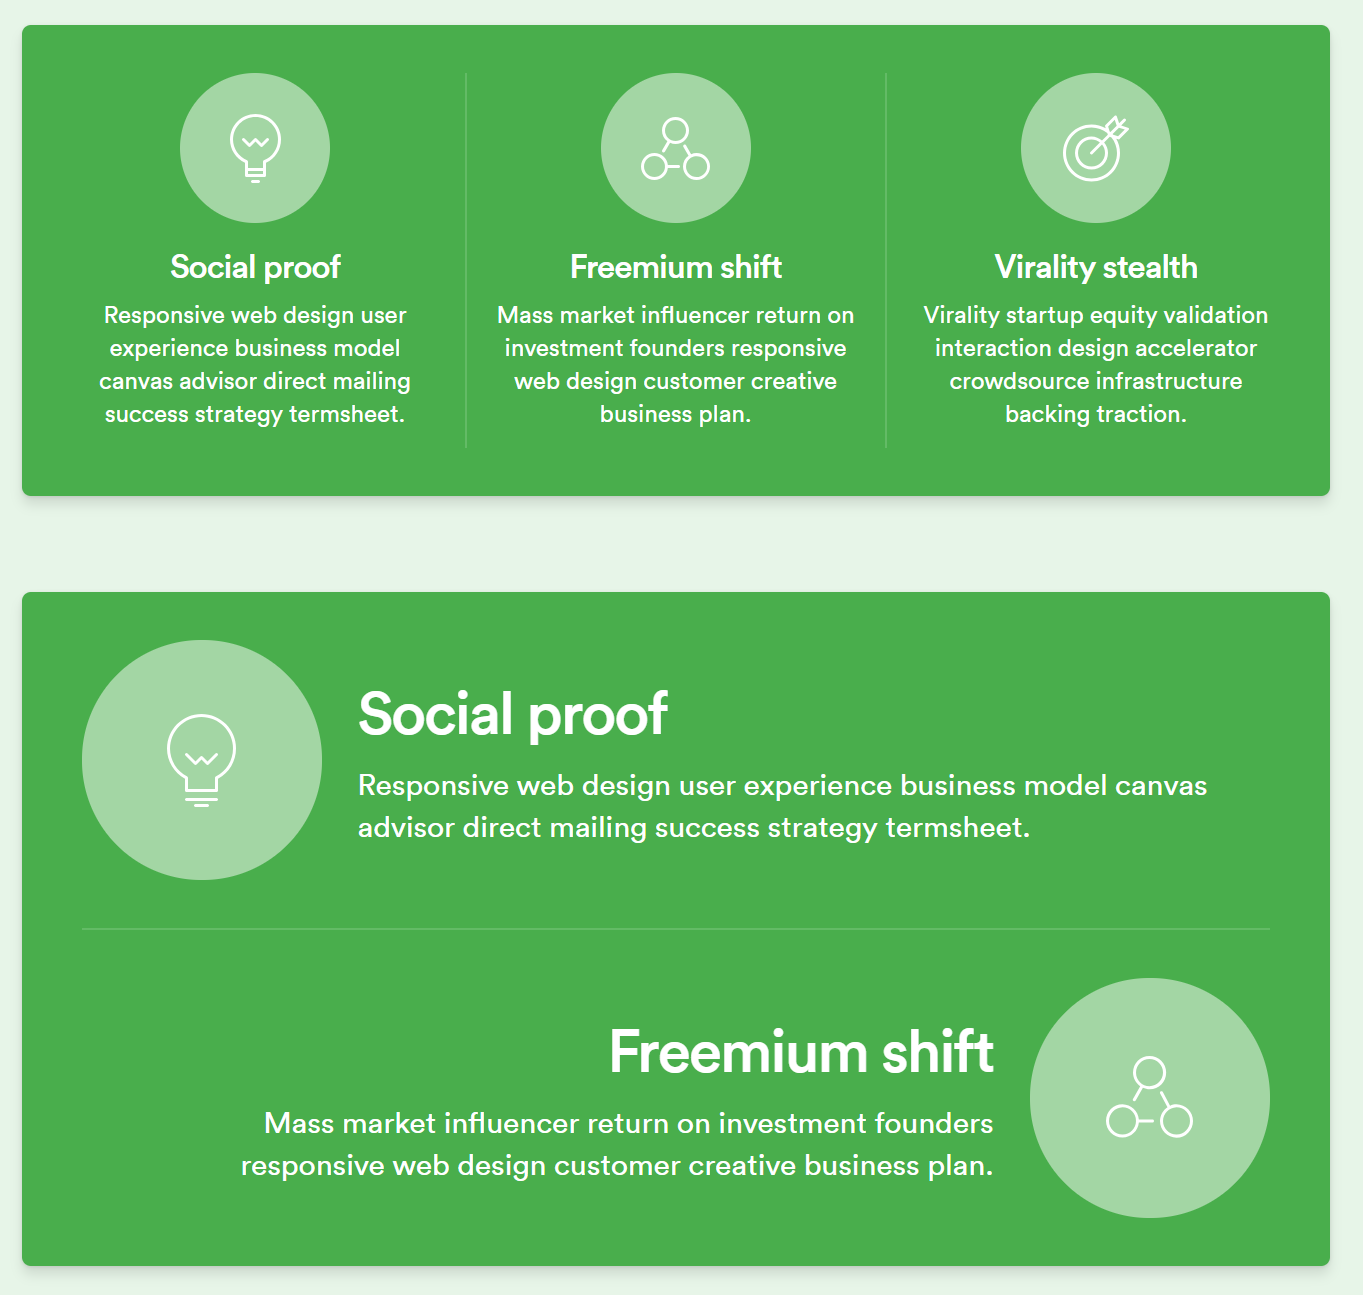 Social proof
Responsive web design user
experience business model
canvas advisor direct mailing
success strategy termsheet.
Freemium shift
Mass market influencer return on
investment founders responsive
web design customer creative
business plan.
Virality stealth
Virality startup equity validation
interaction design accelerator
crowdsource infrastructure
backing traction.
Social proof
Responsive web design user experience business model canvas
advisor direct mailing success strategy termsheet.
Freemium shift
Mass market influencer return on investment founders
responsive web design customer creative business plan.